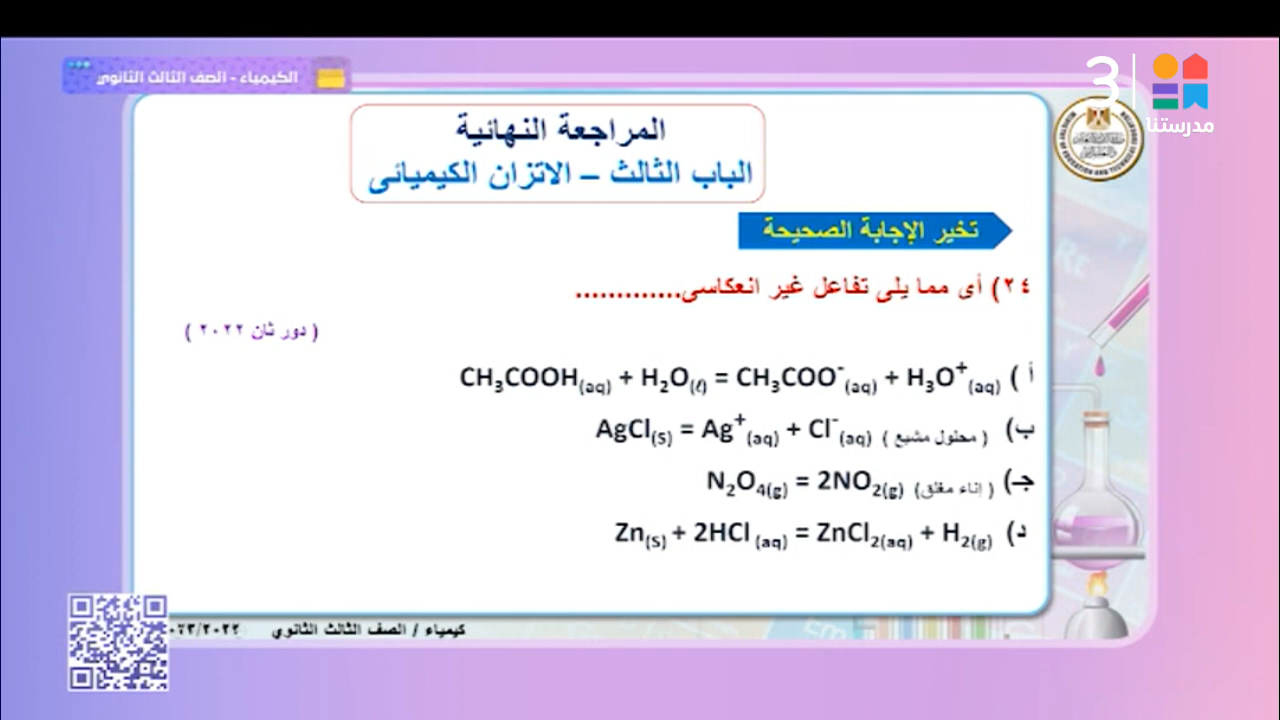 الكيمياء - الصف الثالث الثانوي
3
مدرستنا
المراجعة النهائية
الباب الثالث – الاتزان الكيميائى
تخير الإجابة الصحيحة
٢٤) أى مما يلى تفاعل غير انعكاسى.............
( دور ثان ٢٠٢٢ )
أ ) CH₃COOH(aq) + H₂O(ℓ) = CH₃COO⁻(aq) + H₃O⁺(aq)
ب) AgCl(s) = Ag⁺(aq) + Cl⁻(aq) ( محلول مشبع )
جـ) N₂O₄(g) = 2NO₂(g) ( إناء مغلق)
د) Zn(s) + 2HCl (aq) = ZnCl₂(aq) + H₂(g)
كيمياء / الصف الثالث الثانوي